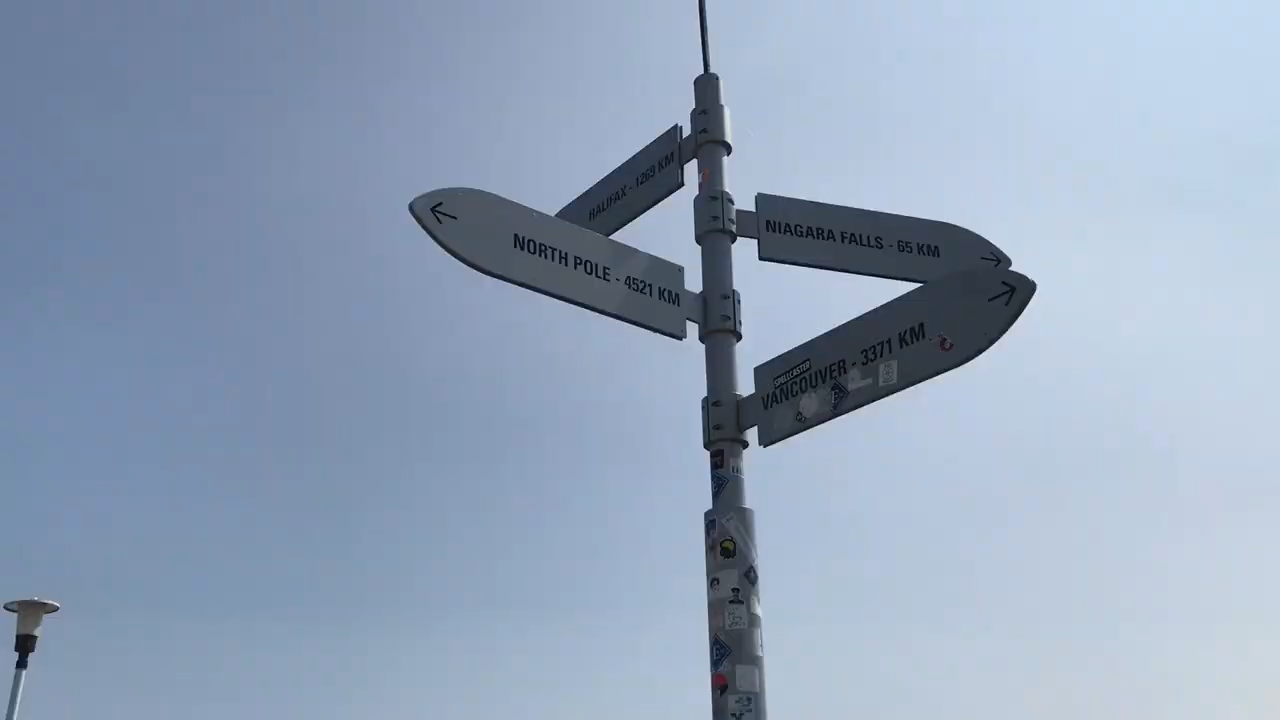 HALIFAX - 1269 KM
NIAGARA FALLS - 65 KM
NORTH POLE - 4521 KM
SPELLCASTER
VANCOUVER - 3371 KM